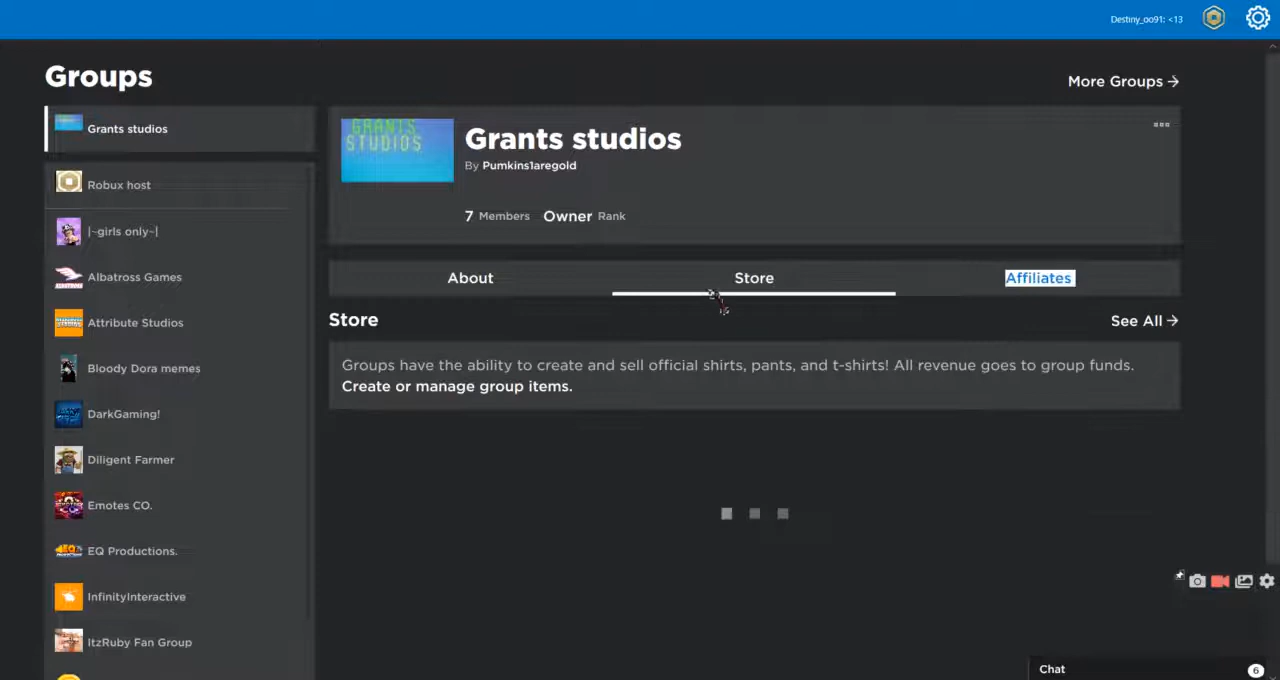 Destiny_oo91: <13
Groups
More Groups →
Grants studios
GRANTS
STUDIOS
Grants studios
By Pumkins1aregold
7 Members Owner Rank
Robux host
|~girls only~|
Albatross Games
Attribute Studios
Bloody Dora memes
DarkGaming!
Diligent Farmer
Emotes CO.
EQ Productions.
InfinityInteractive
ItzRuby Fan Group
About
Store
Affiliates
Store
See All →
Groups have the ability to create and sell official shirts, pants, and t-shirts! All revenue goes to group funds.
Create or manage group items.
Chat
6